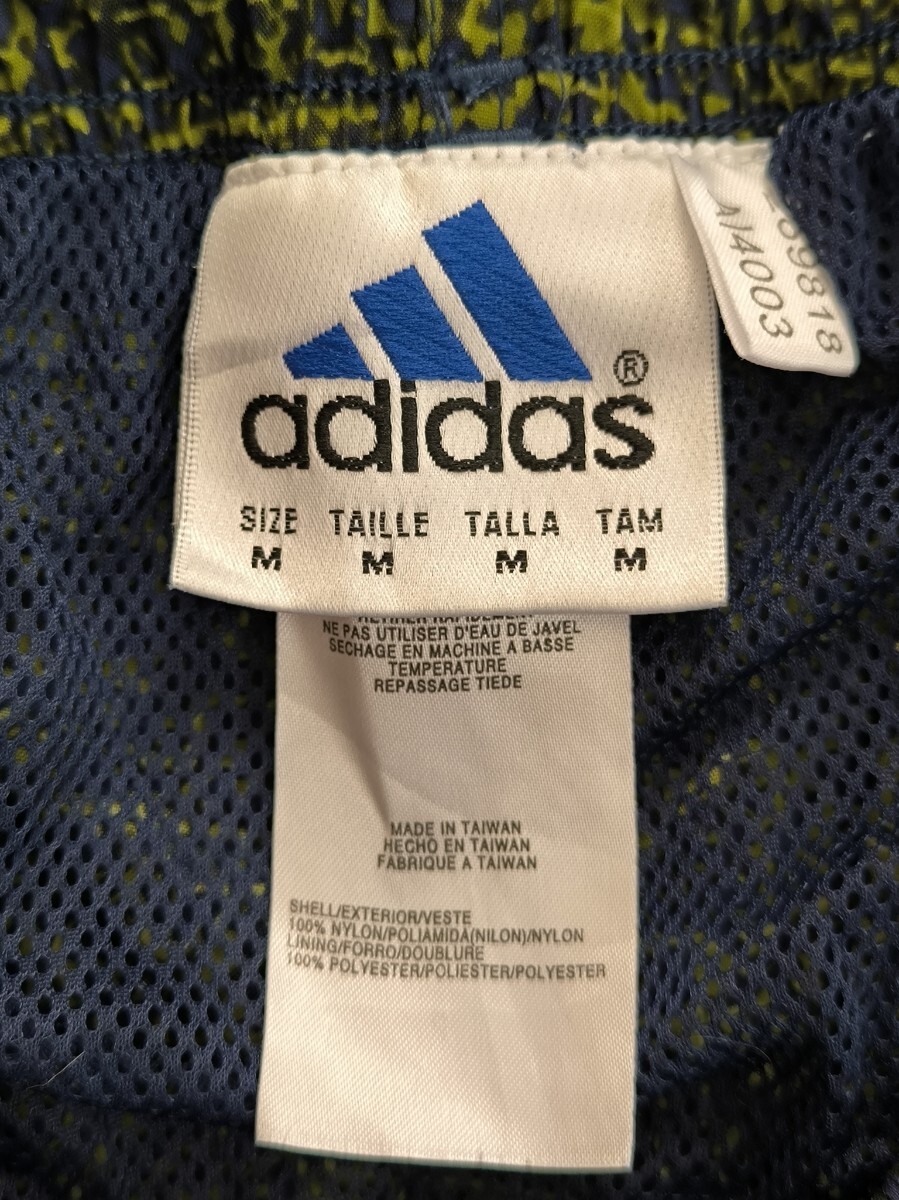 adidas®
SIZE TAILLE TALLA TAM
M M M M
89818
A/4003
NE PAS UTILISER D'EAU DE JAVEL
SECHAGE EN MACHINE A BASSE
TEMPERATURE
REPASSAGE TIEDE
MADE IN TAIWAN
HECHO EN TAIWAN
FABRIQUE A TAIWAN
SHELL/EXTERIOR/VESTE
100% NYLON/POLIAMIDA(NILON)/NYLON
LINING/FORRO/DOUBLURE
100% POLYESTER/POLIESTER/POLYESTER